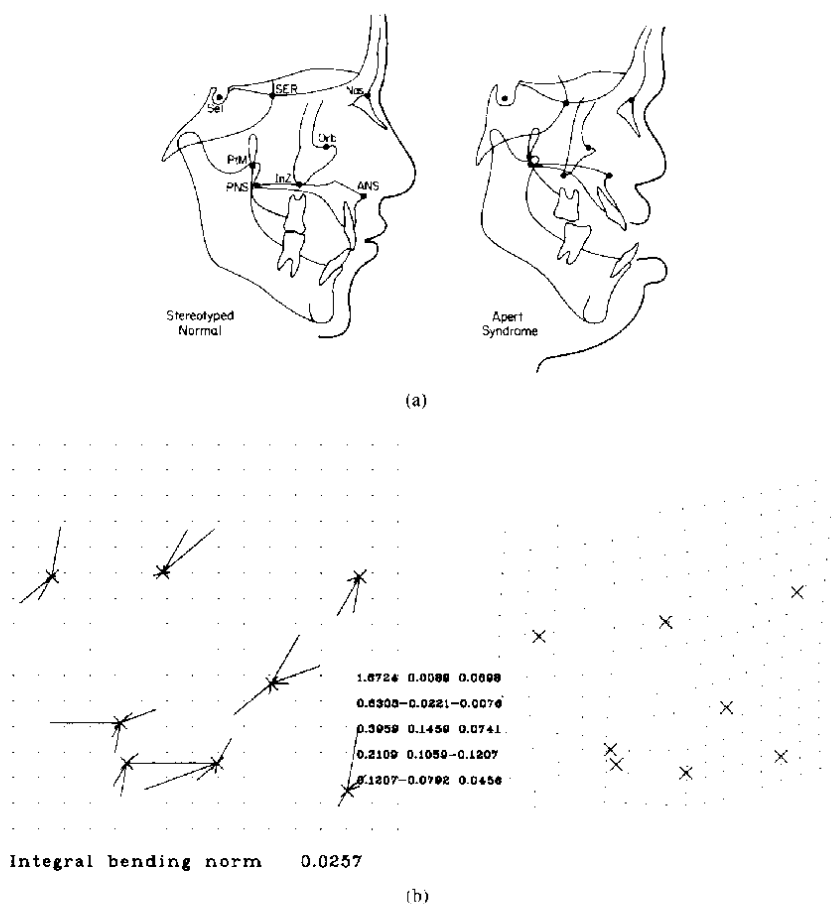 SER
Nas
Sel
Orb
PtM
InZ
PNS
ANS
Stereotyped
Normal
Apert
Syndrome
(a)
1.6724 0.0089 0.0698
0.6308-0.0221-0.0076
0.3959 0.1459 0.0741
0.2109 0.1059-0.1207
0.1207-0.0792 0.0456
Integral bending norm 0.0257
(b)